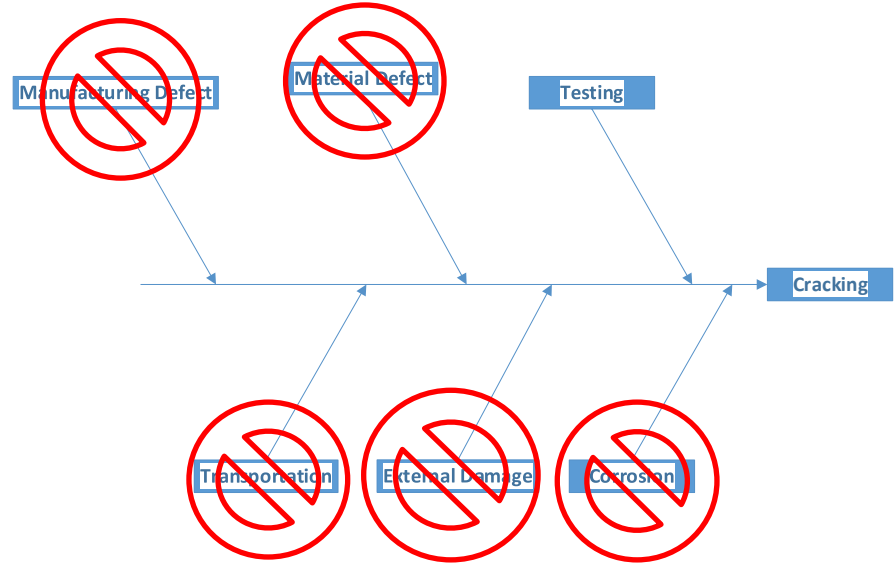 Manufacturing Defect
Material Defect
Testing
Cracking
Transportation
External Damage
Corrosion